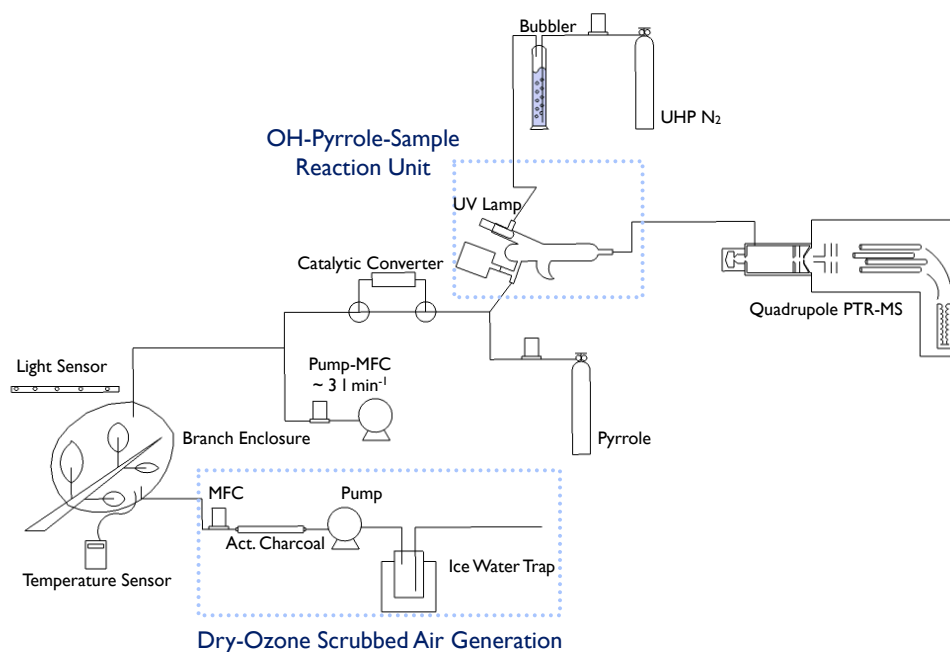 Bubbler
UHP N₂
OH-Pyrrole-Sample
Reaction Unit
UV Lamp
Catalytic Converter
Quadrupole PTR-MS
Light Sensor
Pump-MFC
~ 3 l min⁻¹
Branch Enclosure
Pyrrole
MFC
Pump
Act. Charcoal
Ice Water Trap
Temperature Sensor
Dry-Ozone Scrubbed Air Generation